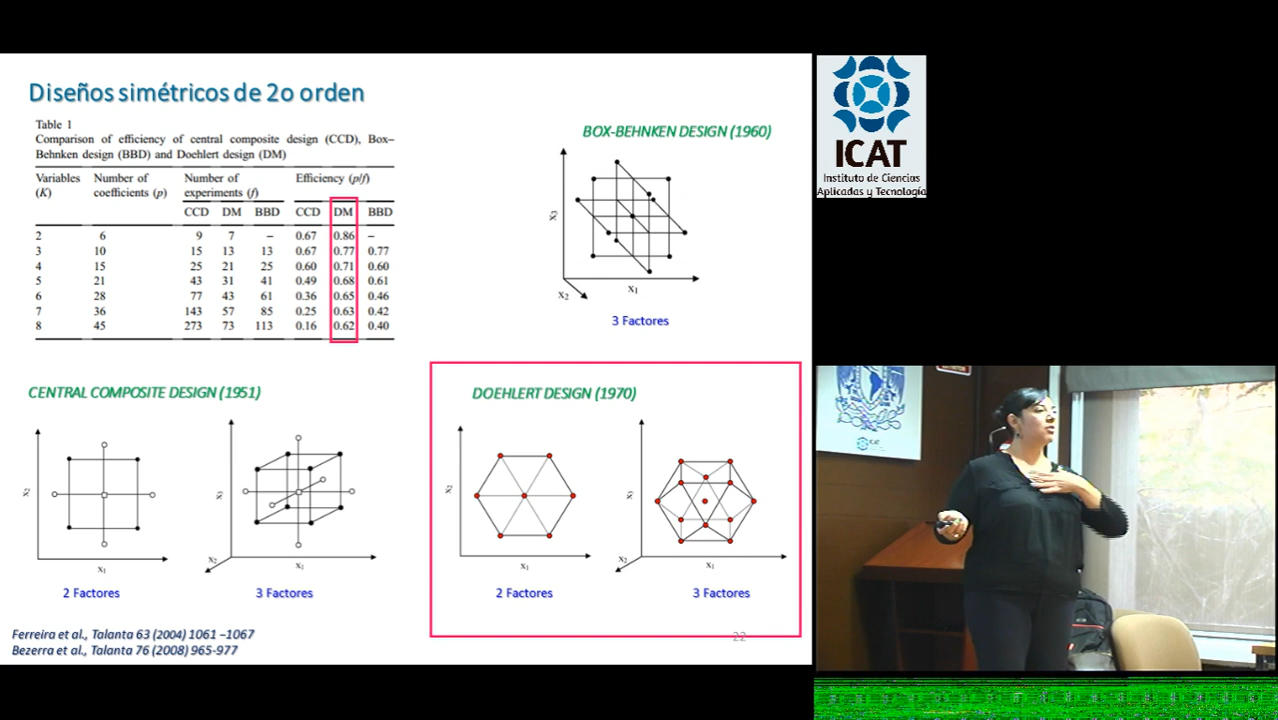 Diseños simétricos de 2o orden
Table 1
Comparison of efficiency of central composite design (CCD), Box–
Behnken design (BBD) and Doehlert design (DM)
Variables Number of Number of Efficiency (p/f)
(K) coefficients (p) experiments (f)
CCD DM BBD CCD DM BBD
2 6 9 7 – 0.67 0.86 –
3 10 15 13 13 0.67 0.77 0.77
4 15 25 21 25 0.60 0.71 0.60
5 21 43 31 41 0.49 0.68 0.61
6 28 77 43 61 0.36 0.65 0.46
7 36 143 57 85 0.25 0.63 0.42
8 45 273 73 113 0.16 0.62 0.40
BOX-BEHNKEN DESIGN (1960)
x3
x2
x1
3 Factores
CENTRAL COMPOSITE DESIGN (1951)
x2
x1
2 Factores
x3
x2
x1
3 Factores
DOEHLERT DESIGN (1970)
x2
x1
2 Factores
x3
x2
x1
3 Factores
Ferreira et al., Talanta 63 (2004) 1061 –1067
Bezerra et al., Talanta 76 (2008) 965-977
22
ICAT
Instituto de Ciencias
Aplicadas y Tecnología
ICAT